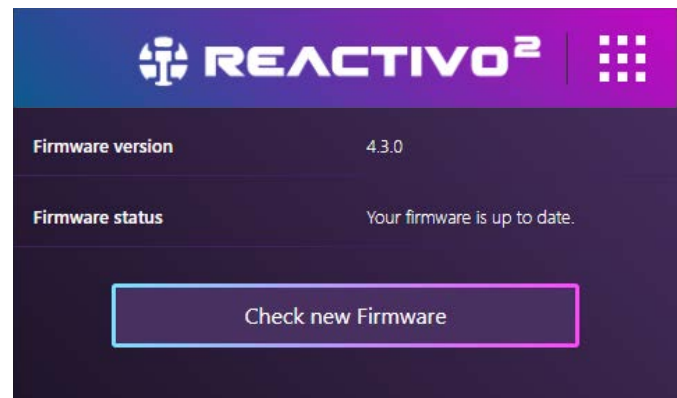 REACTIVO²
Firmware version 4.3.0
Firmware status Your firmware is up to date.
Check new Firmware